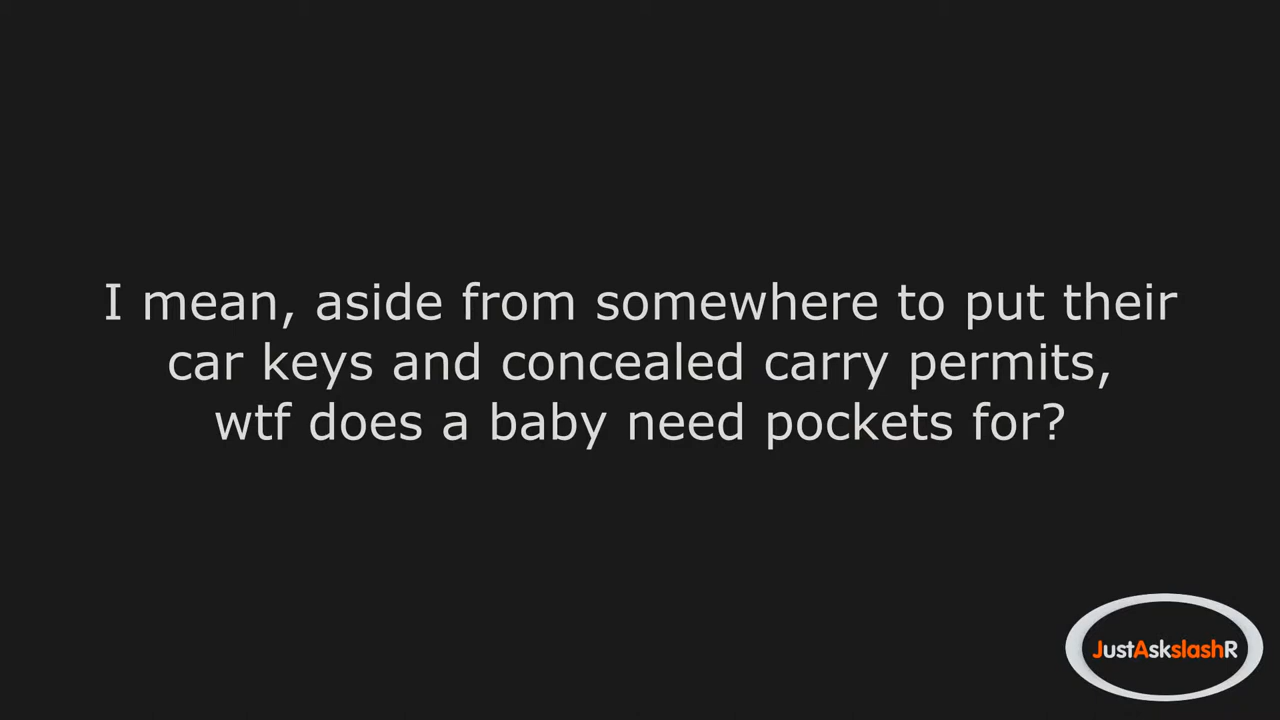 I mean, aside from somewhere to put their
car keys and concealed carry permits,
wtf does a baby need pockets for?
JustAskslashR